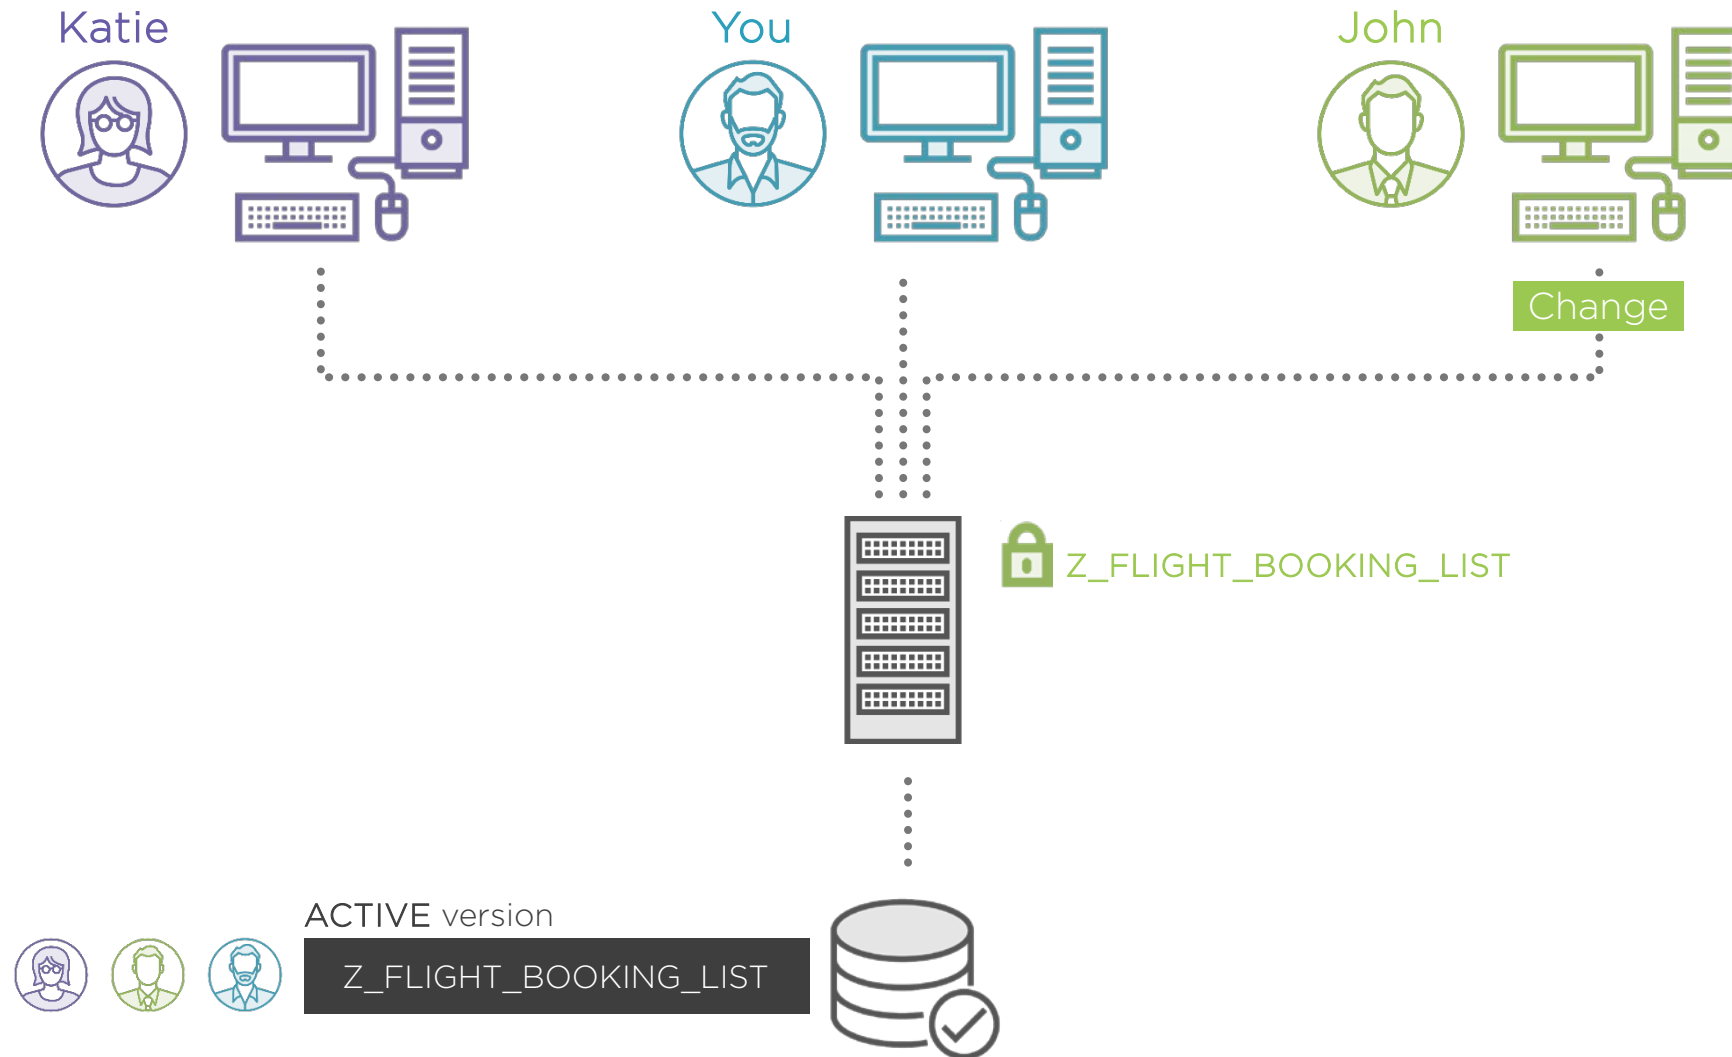 Katie
You
John
Change
Z_FLIGHT_BOOKING_LIST
ACTIVE version
Z_FLIGHT_BOOKING_LIST